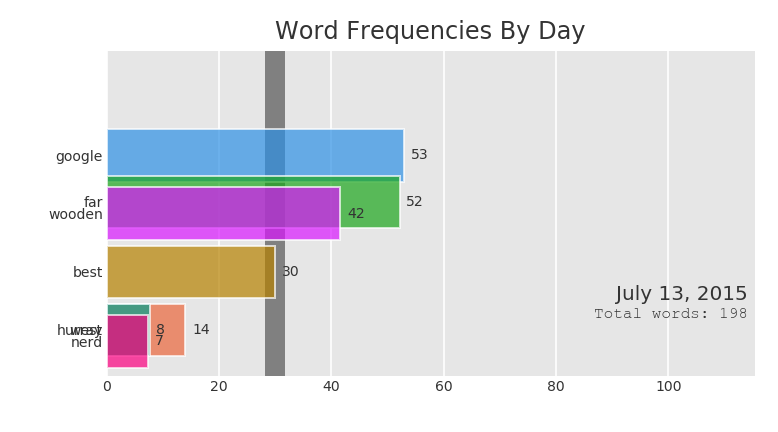 Word Frequencies By Day
google 53
far 52
wooden 42
best 30
8 14
nerd 7
July 13, 2015
Total words: 198
0 20 40 60 80 100